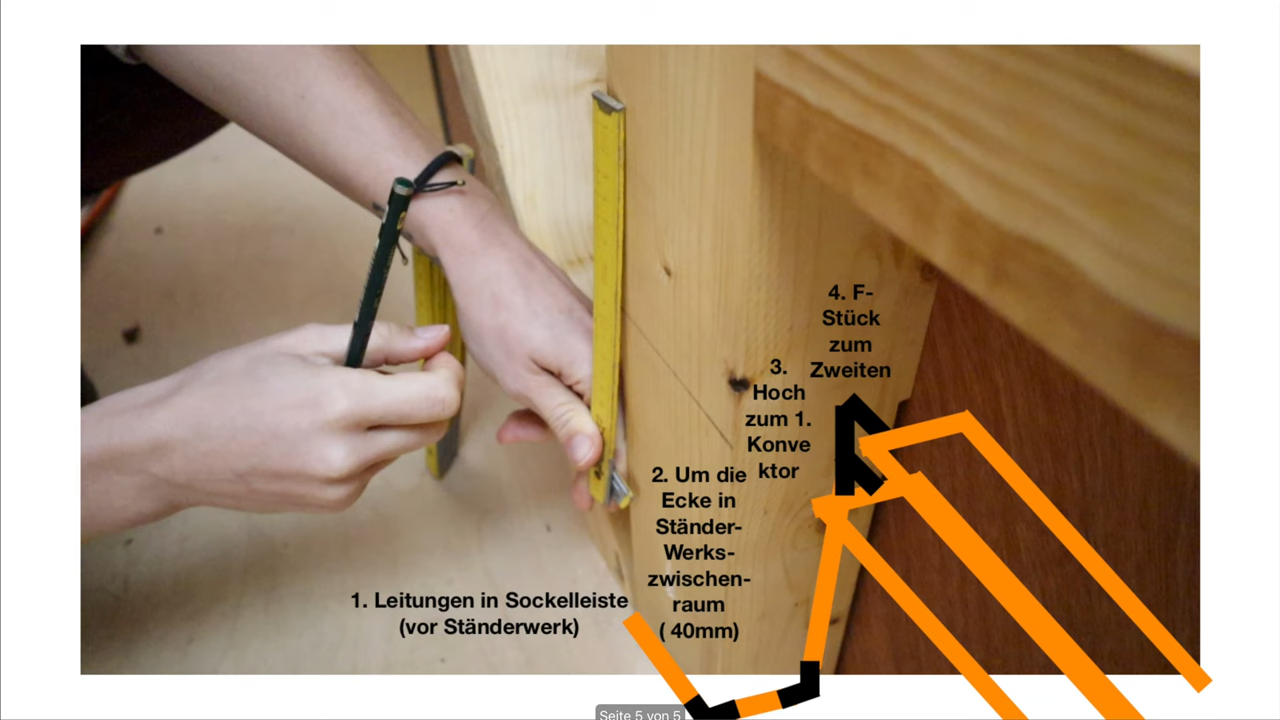 4. F-
Stück
zum
Zweiten
3.
Hoch
zum 1.
Konve
ktor
2. Um die
Ecke in
Ständer-
Werks-
zwischen-
raum
( 40mm)
1. Leitungen in Sockelleiste
(vor Ständerwerk)
Seite 5 von 5